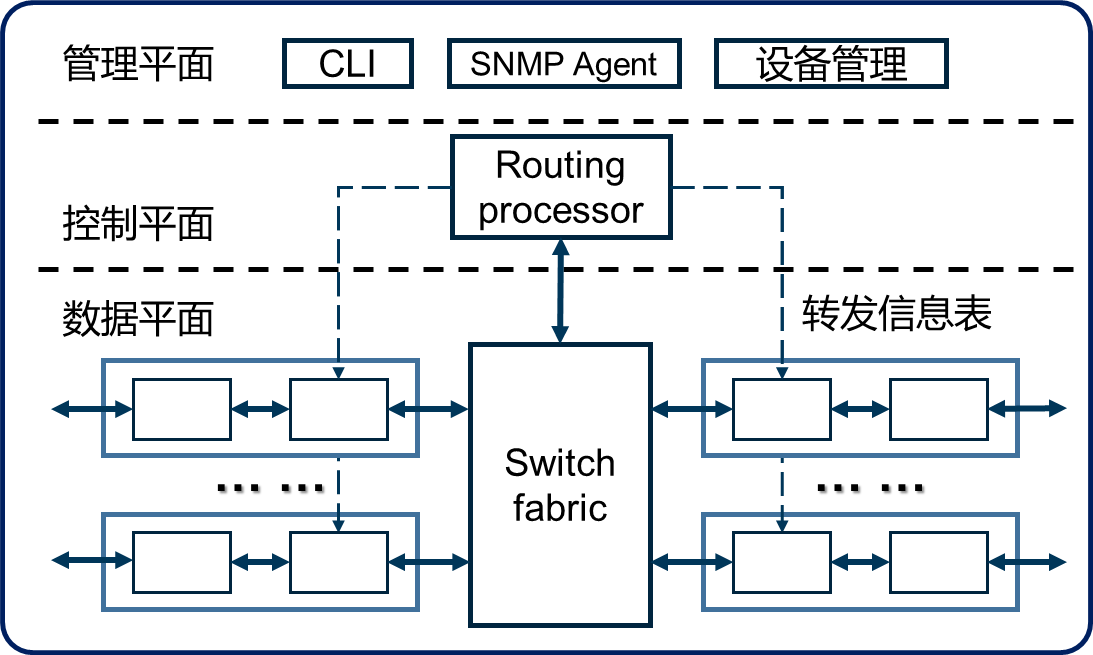 管理平面
CLI
SNMP Agent
设备管理
Routing
processor
控制平面
数据平面
转发信息表
... ...
... ...
Switch
fabric